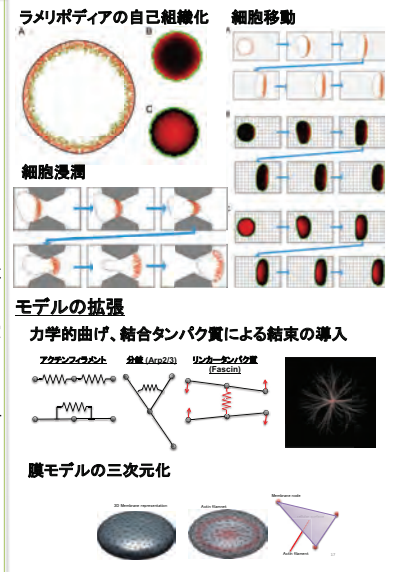 ラメリポディアの自己組織化
細胞移動
A
B
C
A
B
細胞浸潤
モデルの拡張
力学的曲げ、結合タンパク質による結束の導入
アクチンフィラメント
分岐 (Arp2/3)
リンカータンパク質
(Fascin)
膜モデルの三次元化
3D Membrane representation
Actin filament
Membrane node
Actin filament